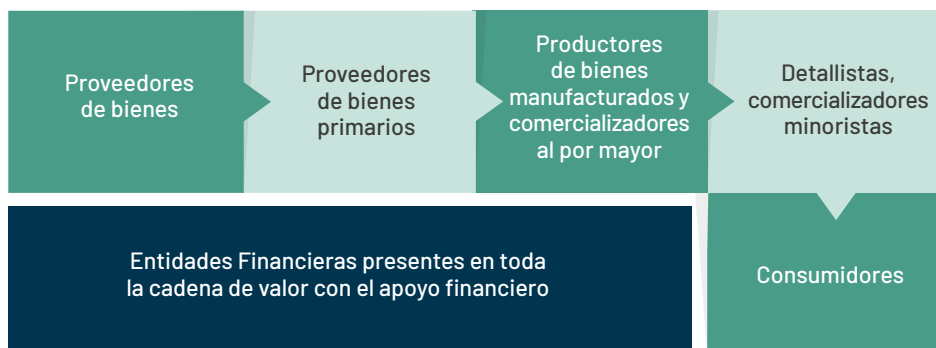 Proveedores
de bienes
Proveedores
de bienes
primarios
Productores
de bienes
manufacturados y
comercializadores
al por mayor
Detallistas,
comercializadores
minoristas
Entidades Financieras presentes en toda
la cadena de valor con el apoyo financiero
Consumidores